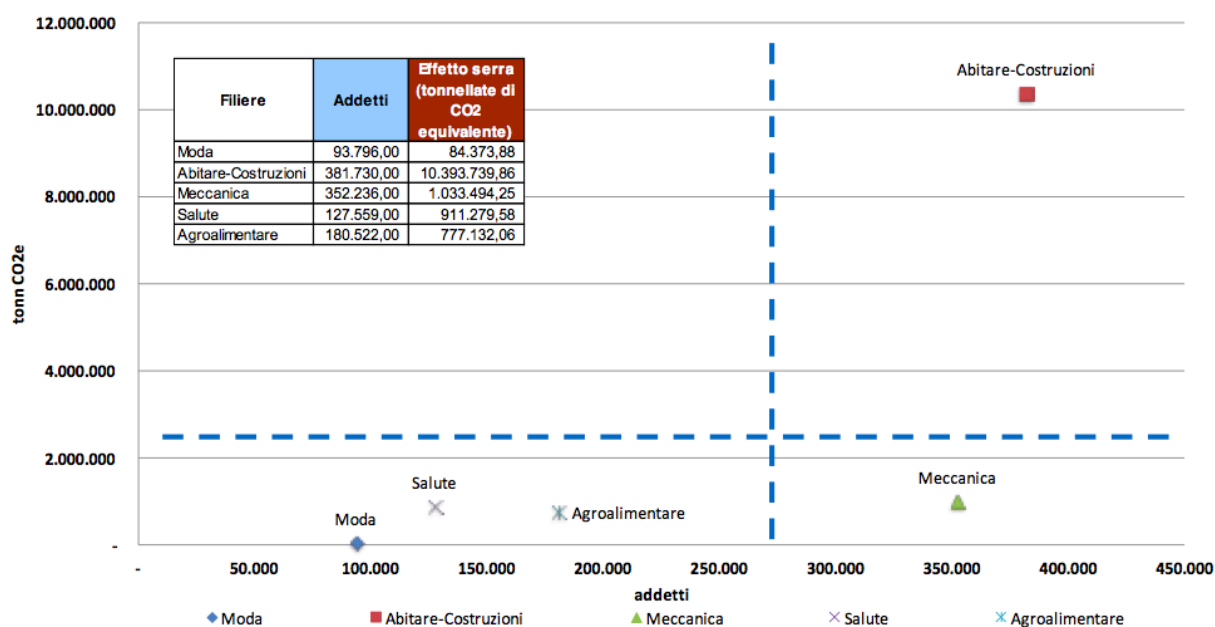 12.000.000
10.000.000
8.000.000
6.000.000
4.000.000
2.000.000
-
tonn CO2e
Filiere Addetti Effetto serra (tonnellate di CO2 equivalente)
Moda 93.796,00 84.373,88
Abitare-Costruzioni 381.730,00 10.393.739,86
Meccanica 352.236,00 1.033.494,25
Salute 127.559,00 911.279,58
Agroalimentare 180.522,00 777.132,06
Abitare-Costruzioni
Meccanica
Salute
Agroalimentare
Moda
- 50.000 100.000 150.000 200.000 250.000 300.000 350.000 400.000 450.000
addetti
Moda Abitare-Costruzioni Meccanica Salute Agroalimentare